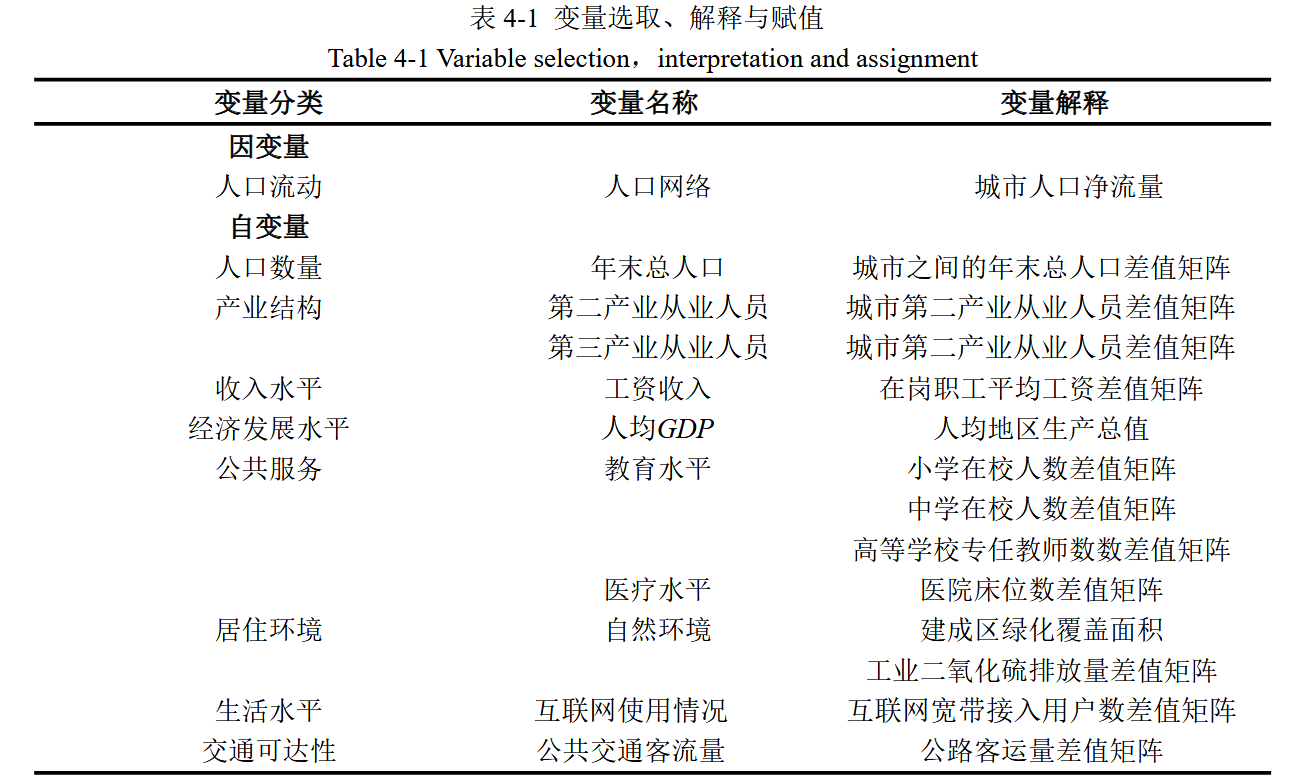 表 4-1 变量选取、解释与赋值
Table 4-1 Variable selection，interpretation and assignment
变量分类 变量名称 变量解释
因变量
人口流动 人口网络 城市人口净流量
自变量
人口数量 年末总人口 城市之间的年末总人口差值矩阵
产业结构 第二产业从业人员 城市第二产业从业人员差值矩阵
第三产业从业人员 城市第二产业从业人员差值矩阵
收入水平 工资收入 在岗职工平均工资差值矩阵
经济发展水平 人均GDP 人均地区生产总值
公共服务 教育水平 小学在校人数差值矩阵
中学在校人数差值矩阵
高等学校专任教师数数差值矩阵
医疗水平 医院床位数差值矩阵
居住环境 自然环境 建成区绿化覆盖面积
工业二氧化硫排放量差值矩阵
生活水平 互联网使用情况 互联网宽带接入用户数差值矩阵
交通可达性 公共交通客流量 公路客运量差值矩阵